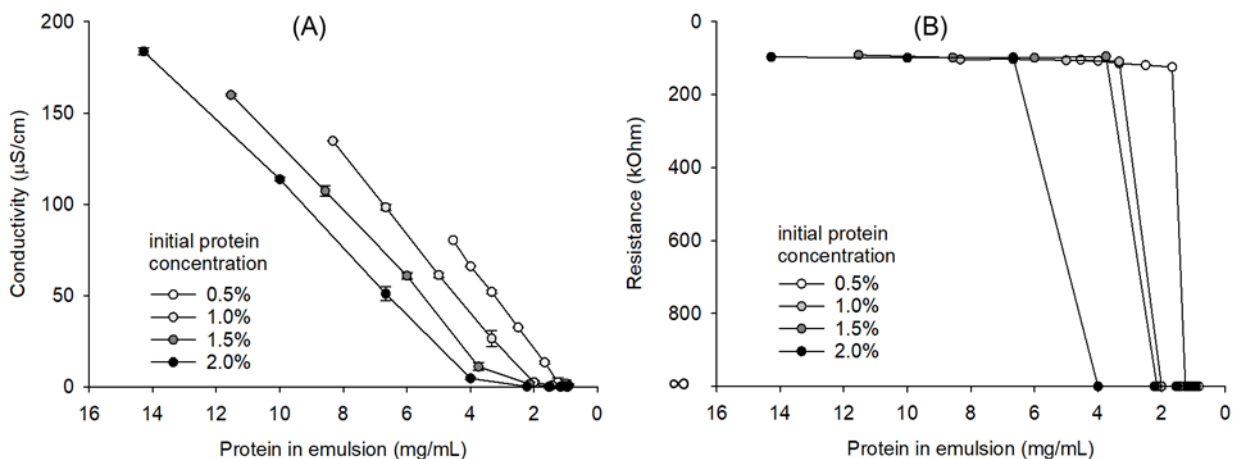 (A)
200
150
100
50
0
Conductivity (µS/cm)
initial protein
concentration
0.5%
1.0%
1.5%
2.0%
16 14 12 10 8 6 4 2 0
Protein in emulsion (mg/mL)
(B)
0
200
400
600
800
∞
Resistance (kOhm)
initial protein
concentration
0.5%
1.0%
1.5%
2.0%
16 14 12 10 8 6 4 2 0
Protein in emulsion (mg/mL)